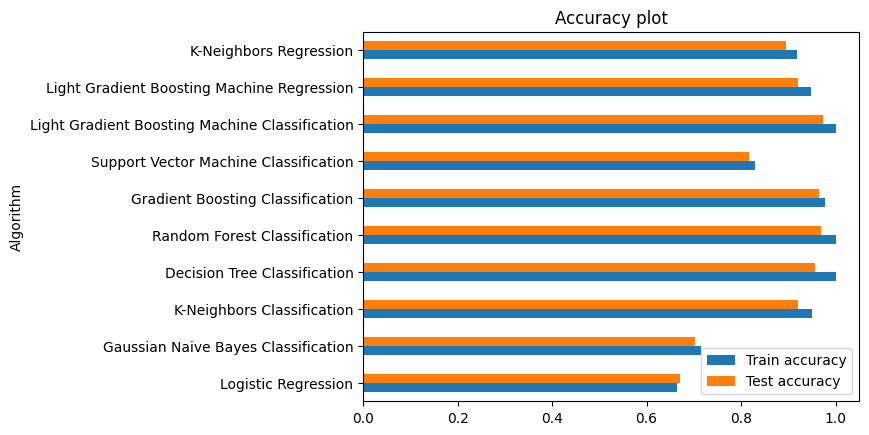 Accuracy plot
K-Neighbors Regression
Light Gradient Boosting Machine Regression
Light Gradient Boosting Machine Classification
Support Vector Machine Classification
Gradient Boosting Classification
Random Forest Classification
Decision Tree Classification
K-Neighbors Classification
Gaussian Naive Bayes Classification
Logistic Regression
Algorithm
Train accuracy
Test accuracy
0.0 0.2 0.4 0.6 0.8 1.0